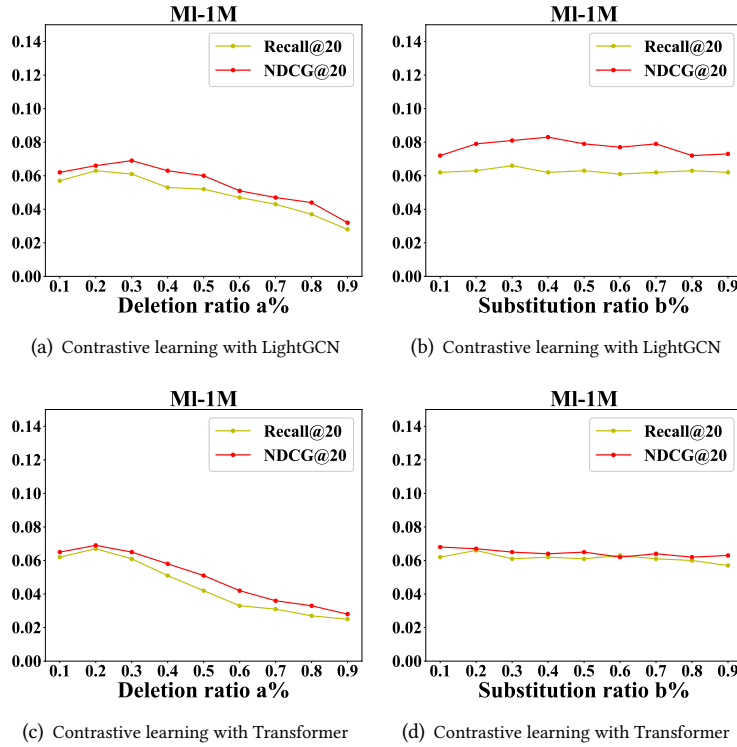 Ml-1M
0.14
0.12
0.10
0.08
0.06
0.04
0.02
0.00
Recall@20
NDCG@20
0.1 0.2 0.3 0.4 0.5 0.6 0.7 0.8 0.9
Deletion ratio a%
(a) Contrastive learning with LightGCN
Ml-1M
0.14
0.12
0.10
0.08
0.06
0.04
0.02
0.00
Recall@20
NDCG@20
0.1 0.2 0.3 0.4 0.5 0.6 0.7 0.8 0.9
Substitution ratio b%
(b) Contrastive learning with LightGCN
Ml-1M
0.14
0.12
0.10
0.08
0.06
0.04
0.02
0.00
Recall@20
NDCG@20
0.1 0.2 0.3 0.4 0.5 0.6 0.7 0.8 0.9
Deletion ratio a%
(c) Contrastive learning with Transformer
Ml-1M
0.14
0.12
0.10
0.08
0.06
0.04
0.02
0.00
Recall@20
NDCG@20
0.1 0.2 0.3 0.4 0.5 0.6 0.7 0.8 0.9
Substitution ratio b%
(d) Contrastive learning with Transformer